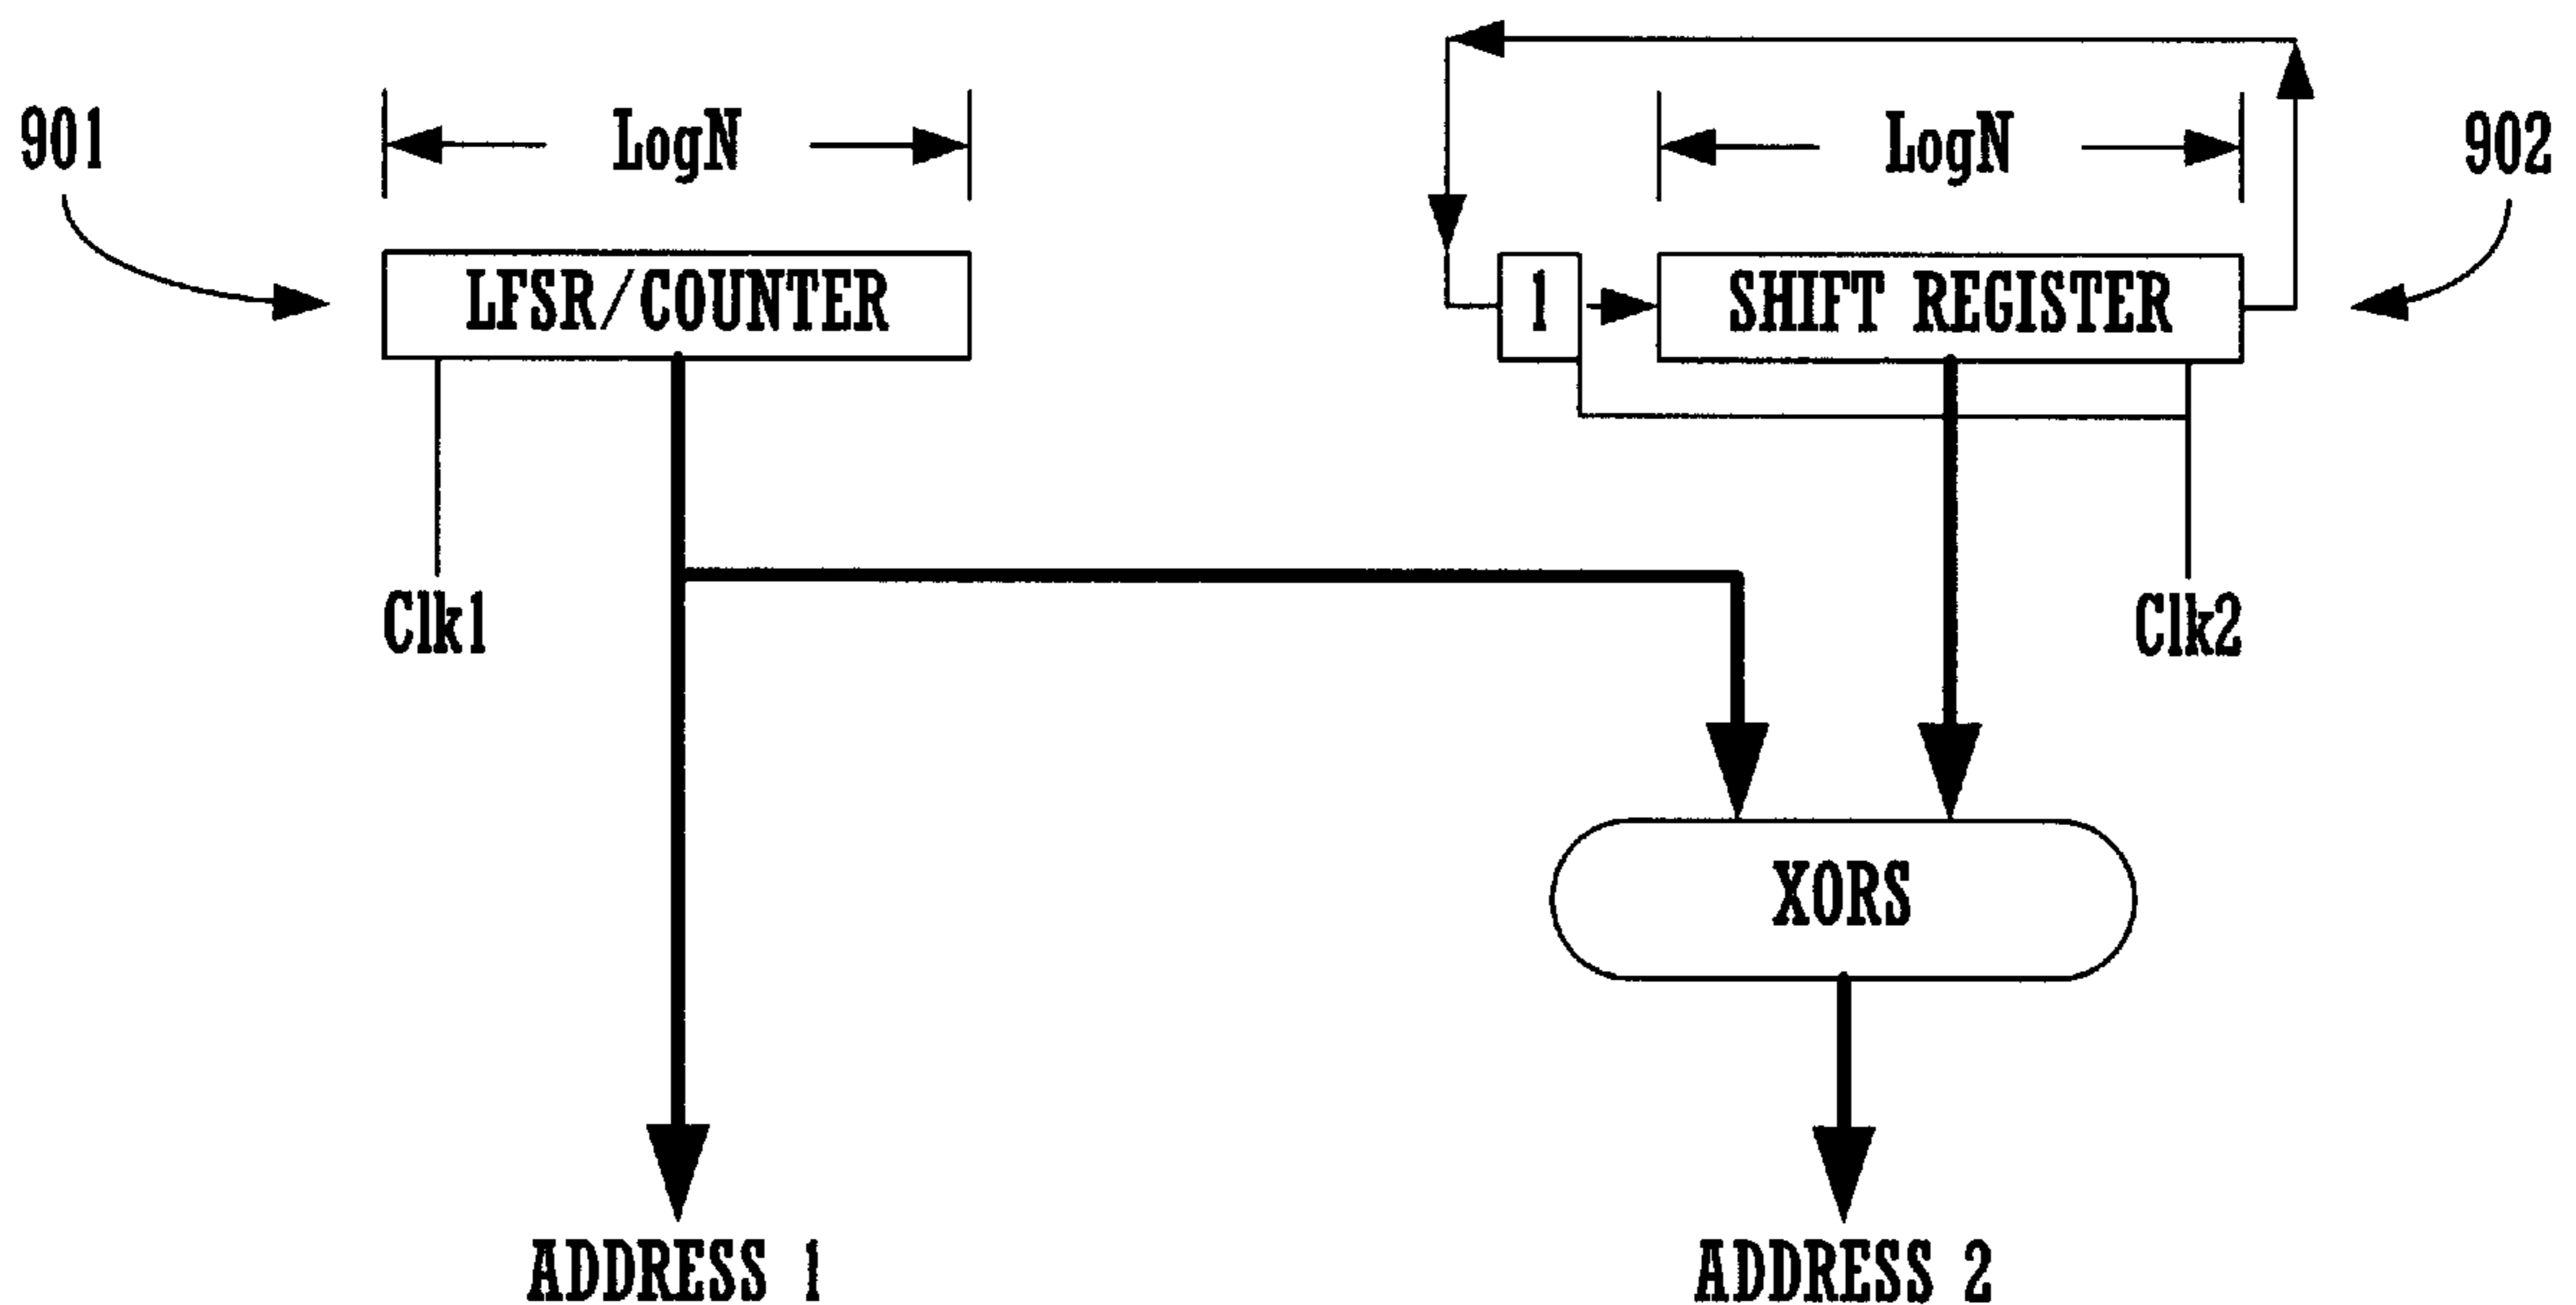 901
LogN
LogN
902
LFSR/COUNTER
1
SHIFT REGISTER
Clk1
Clk2
XORS
ADDRESS 1
ADDRESS 2